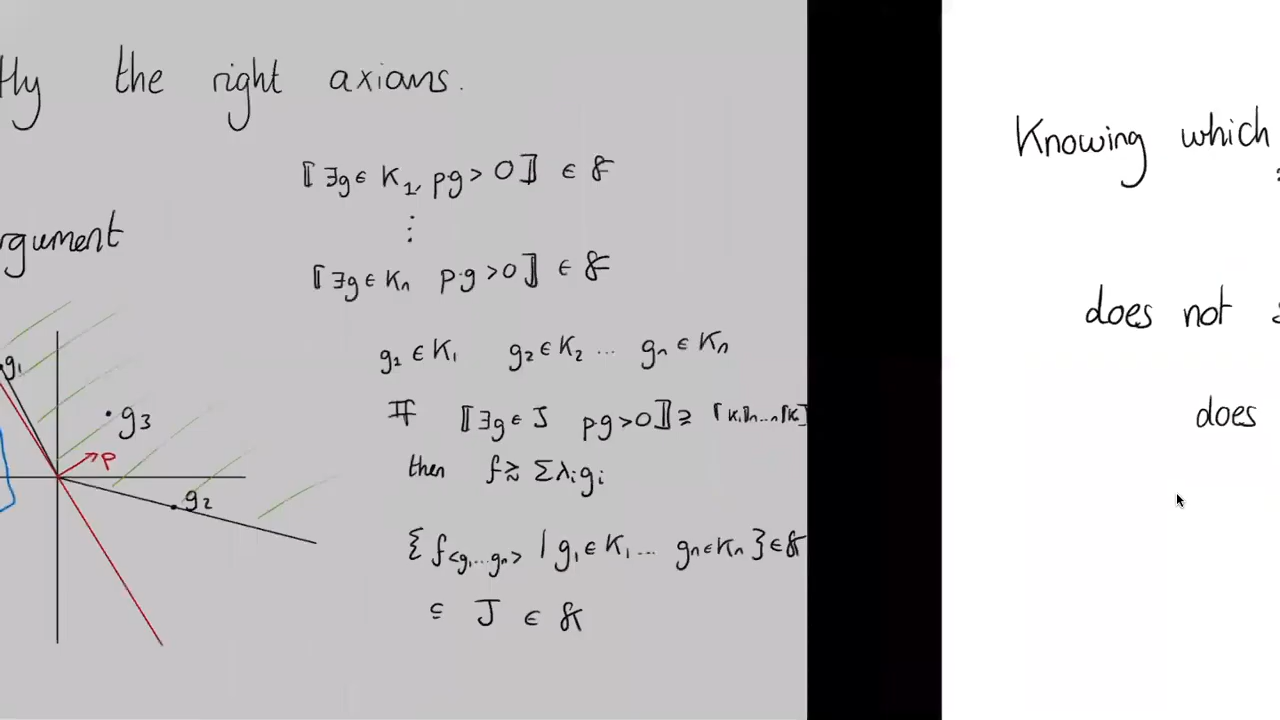 the right axioms.
⟦∃g∈ K₁, p·g > 0⟧ ∈ F
⋮
⟦∃g∈ Kₙ p·g >0⟧ ∈ F
argument
g₁ ∈ K₁ g₂ ∈ K₂ ... gₙ ∈ Kₙ
g₁
g₃
If ⟦∃g∈ J p·g >0⟧ ⊇
P
then f ≳ Σλᵢgᵢ
g₂
{ f<g₁...gₙ> | g₁ ∈ K₁ ... gₙ∈Kₙ } ∈ K
⊆ J ∈ K
Knowing which
does not
does